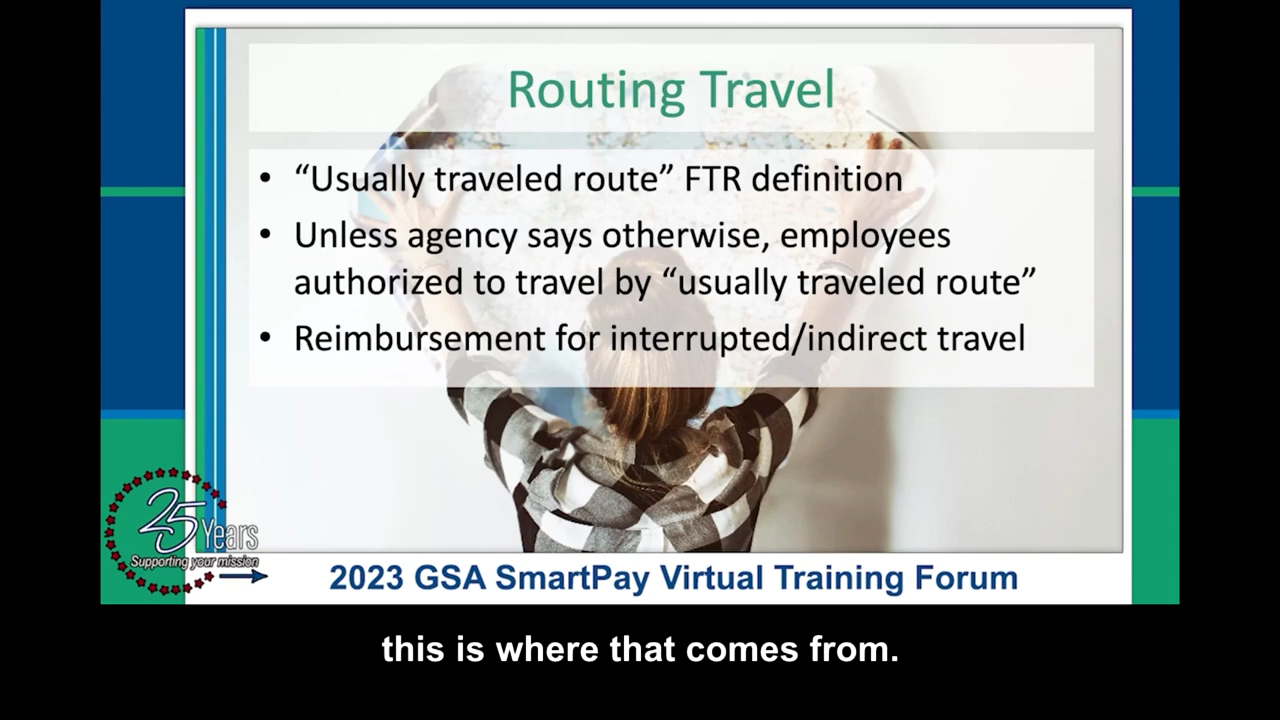 Routing Travel
• “Usually traveled route” FTR definition
• Unless agency says otherwise, employees
authorized to travel by “usually traveled route”
• Reimbursement for interrupted/indirect travel
25 Years
Supporting your mission
2023 GSA SmartPay Virtual Training Forum
this is where that comes from.